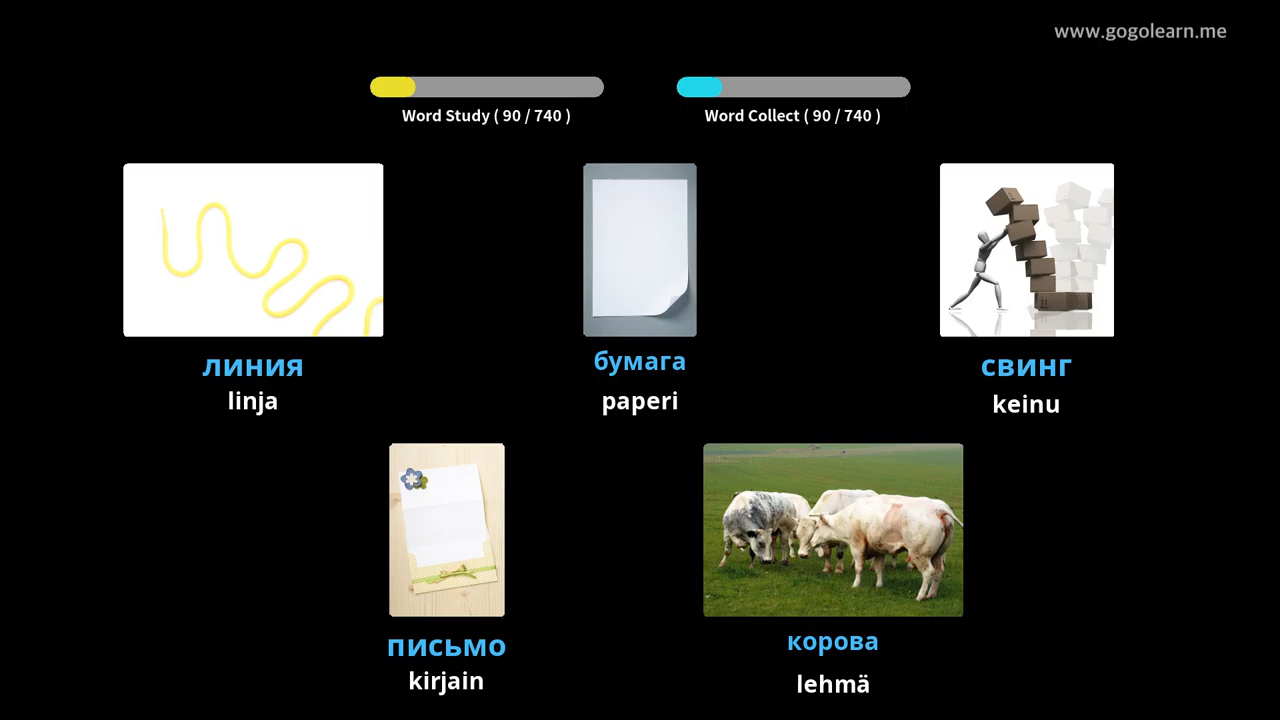 www.gogolearn.me
Word Study ( 90 / 740 )
Word Collect ( 90 / 740 )
линия
linja
бумага
paperi
свинг
keinu
письмо
kirjain
корова
lehmä